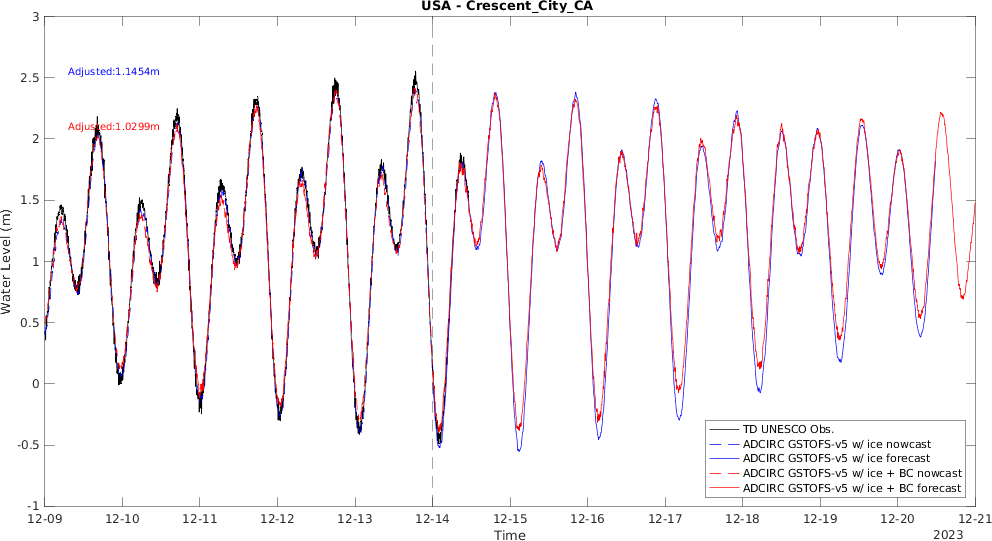 USA - Crescent_City_CA
3
2.5
2
1.5
1
0.5
0
-0.5
-1
Water Level (m)
Adjusted:1.1454m
Adjusted:1.0299m
TD UNESCO Obs.
ADCIRC GSTOFS-v5 w/ ice nowcast
ADCIRC GSTOFS-v5 w/ ice forecast
ADCIRC GSTOFS-v5 w/ ice + BC nowcast
ADCIRC GSTOFS-v5 w/ ice + BC forecast
12-09 12-10 12-11 12-12 12-13 12-14 12-15 12-16 12-17 12-18 12-19 12-20 12-21
Time
2023